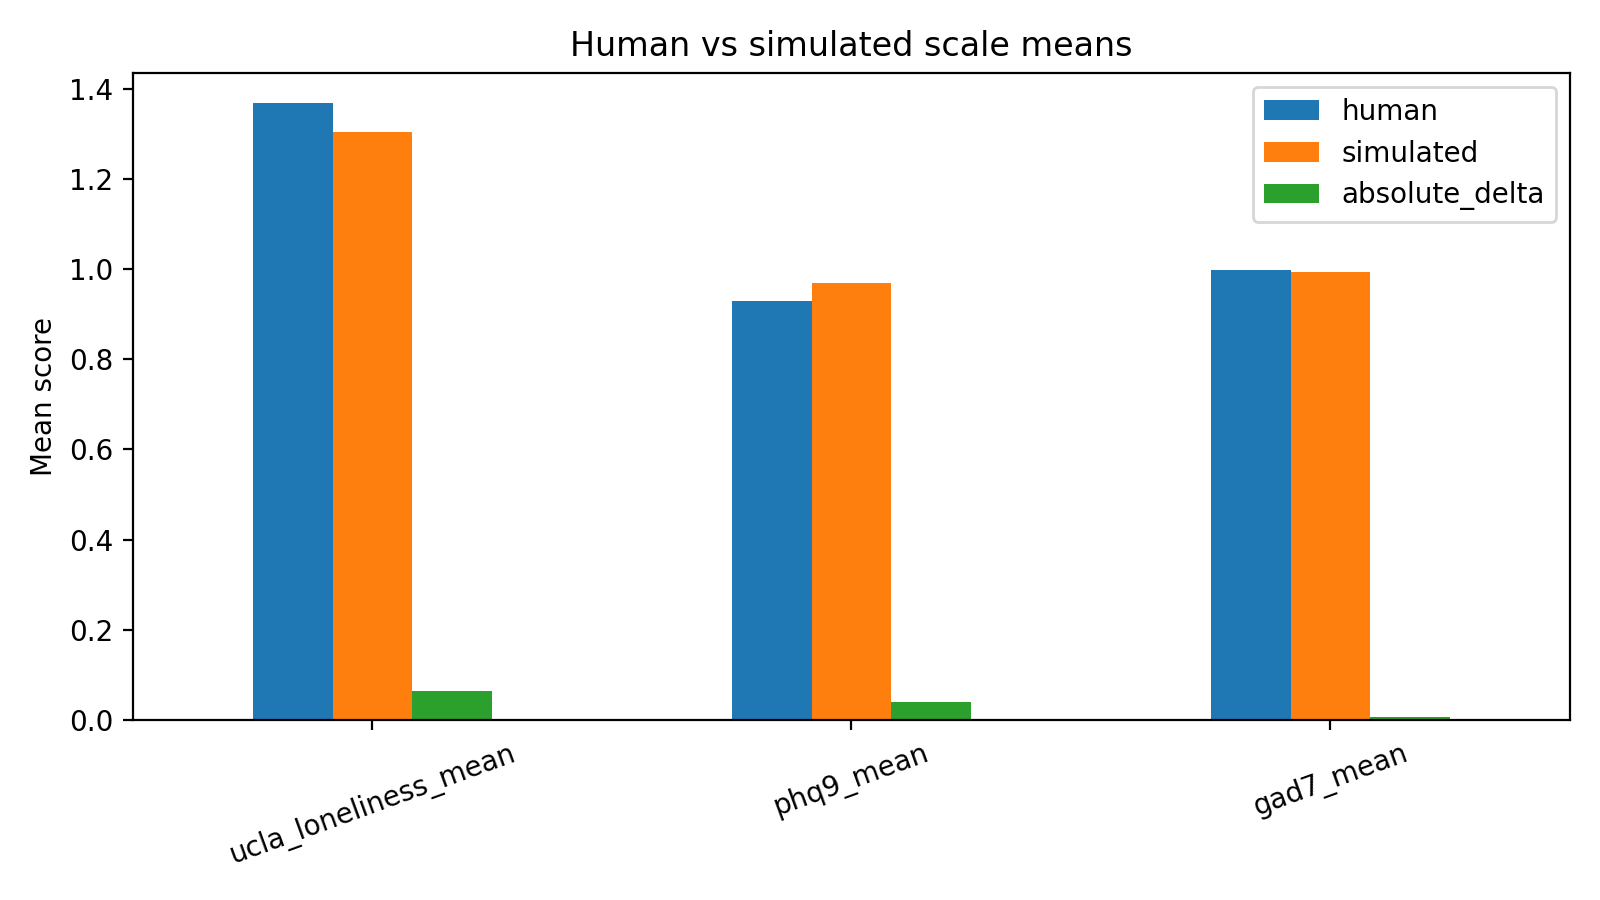 Human vs simulated scale means
human
simulated
absolute_delta
Mean score
1.4
1.2
1.0
0.8
0.6
0.4
0.2
0.0
ucla_loneliness_mean
phq9_mean
gad7_mean